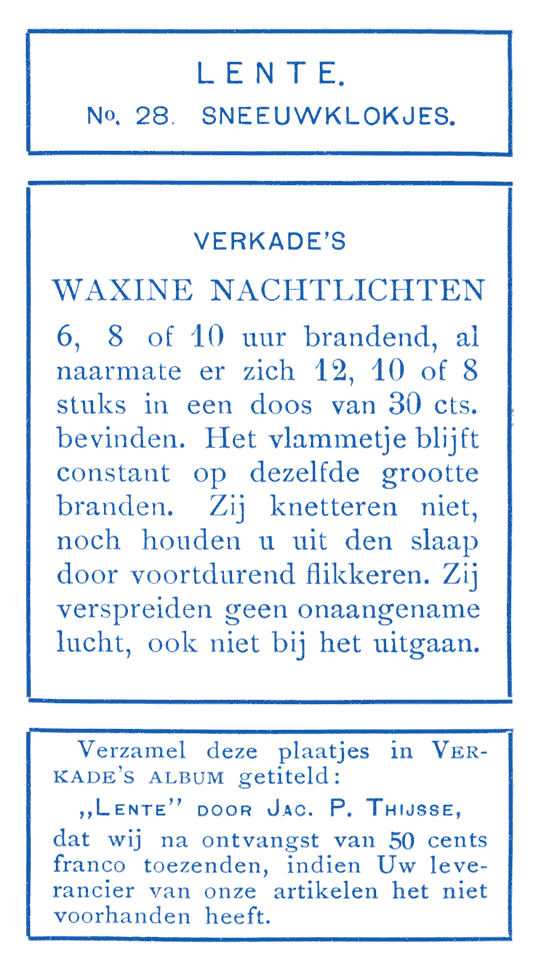 LENTE.
No. 28. SNEEUWKLOKJES.
VERKADE'S
WAXINE NACHTLICHTEN
6, 8 of 10 uur brandend, al
naarmate er zich 12, 10 of 8
stuks in een doos van 30 cts.
bevinden. Het vlammetje blijft
constant op dezelfde grootte
branden. Zij knetteren niet,
noch houden u uit den slaap
door voortdurend flikkeren. Zij
verspreiden geen onaangename
lucht, ook niet bij het uitgaan.
Verzamel deze plaatjes in VER-
KADE'S ALBUM getiteld:
„LENTE" DOOR JAC. P. THIJSSE,
dat wij na ontvangst van 50 cents
franco toezenden, indien Uw leve-
rancier van onze artikelen het niet
voorhanden heeft.